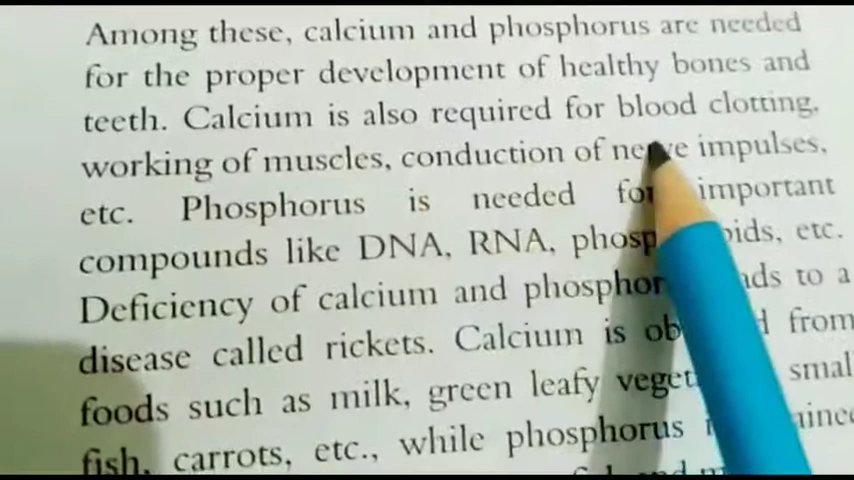 Among these, calcium and phosphorus are needed
for the proper development of healthy bones and
teeth. Calcium is also required for blood clotting,
working of muscles, conduction of nerve impulses,
etc. Phosphorus is needed for important
compounds like DNA, RNA, etc.
Deficiency of calcium and to a
disease called rickets. Calcium is from
foods such as milk, green leafy
fish, carrots, etc., while phosphorus